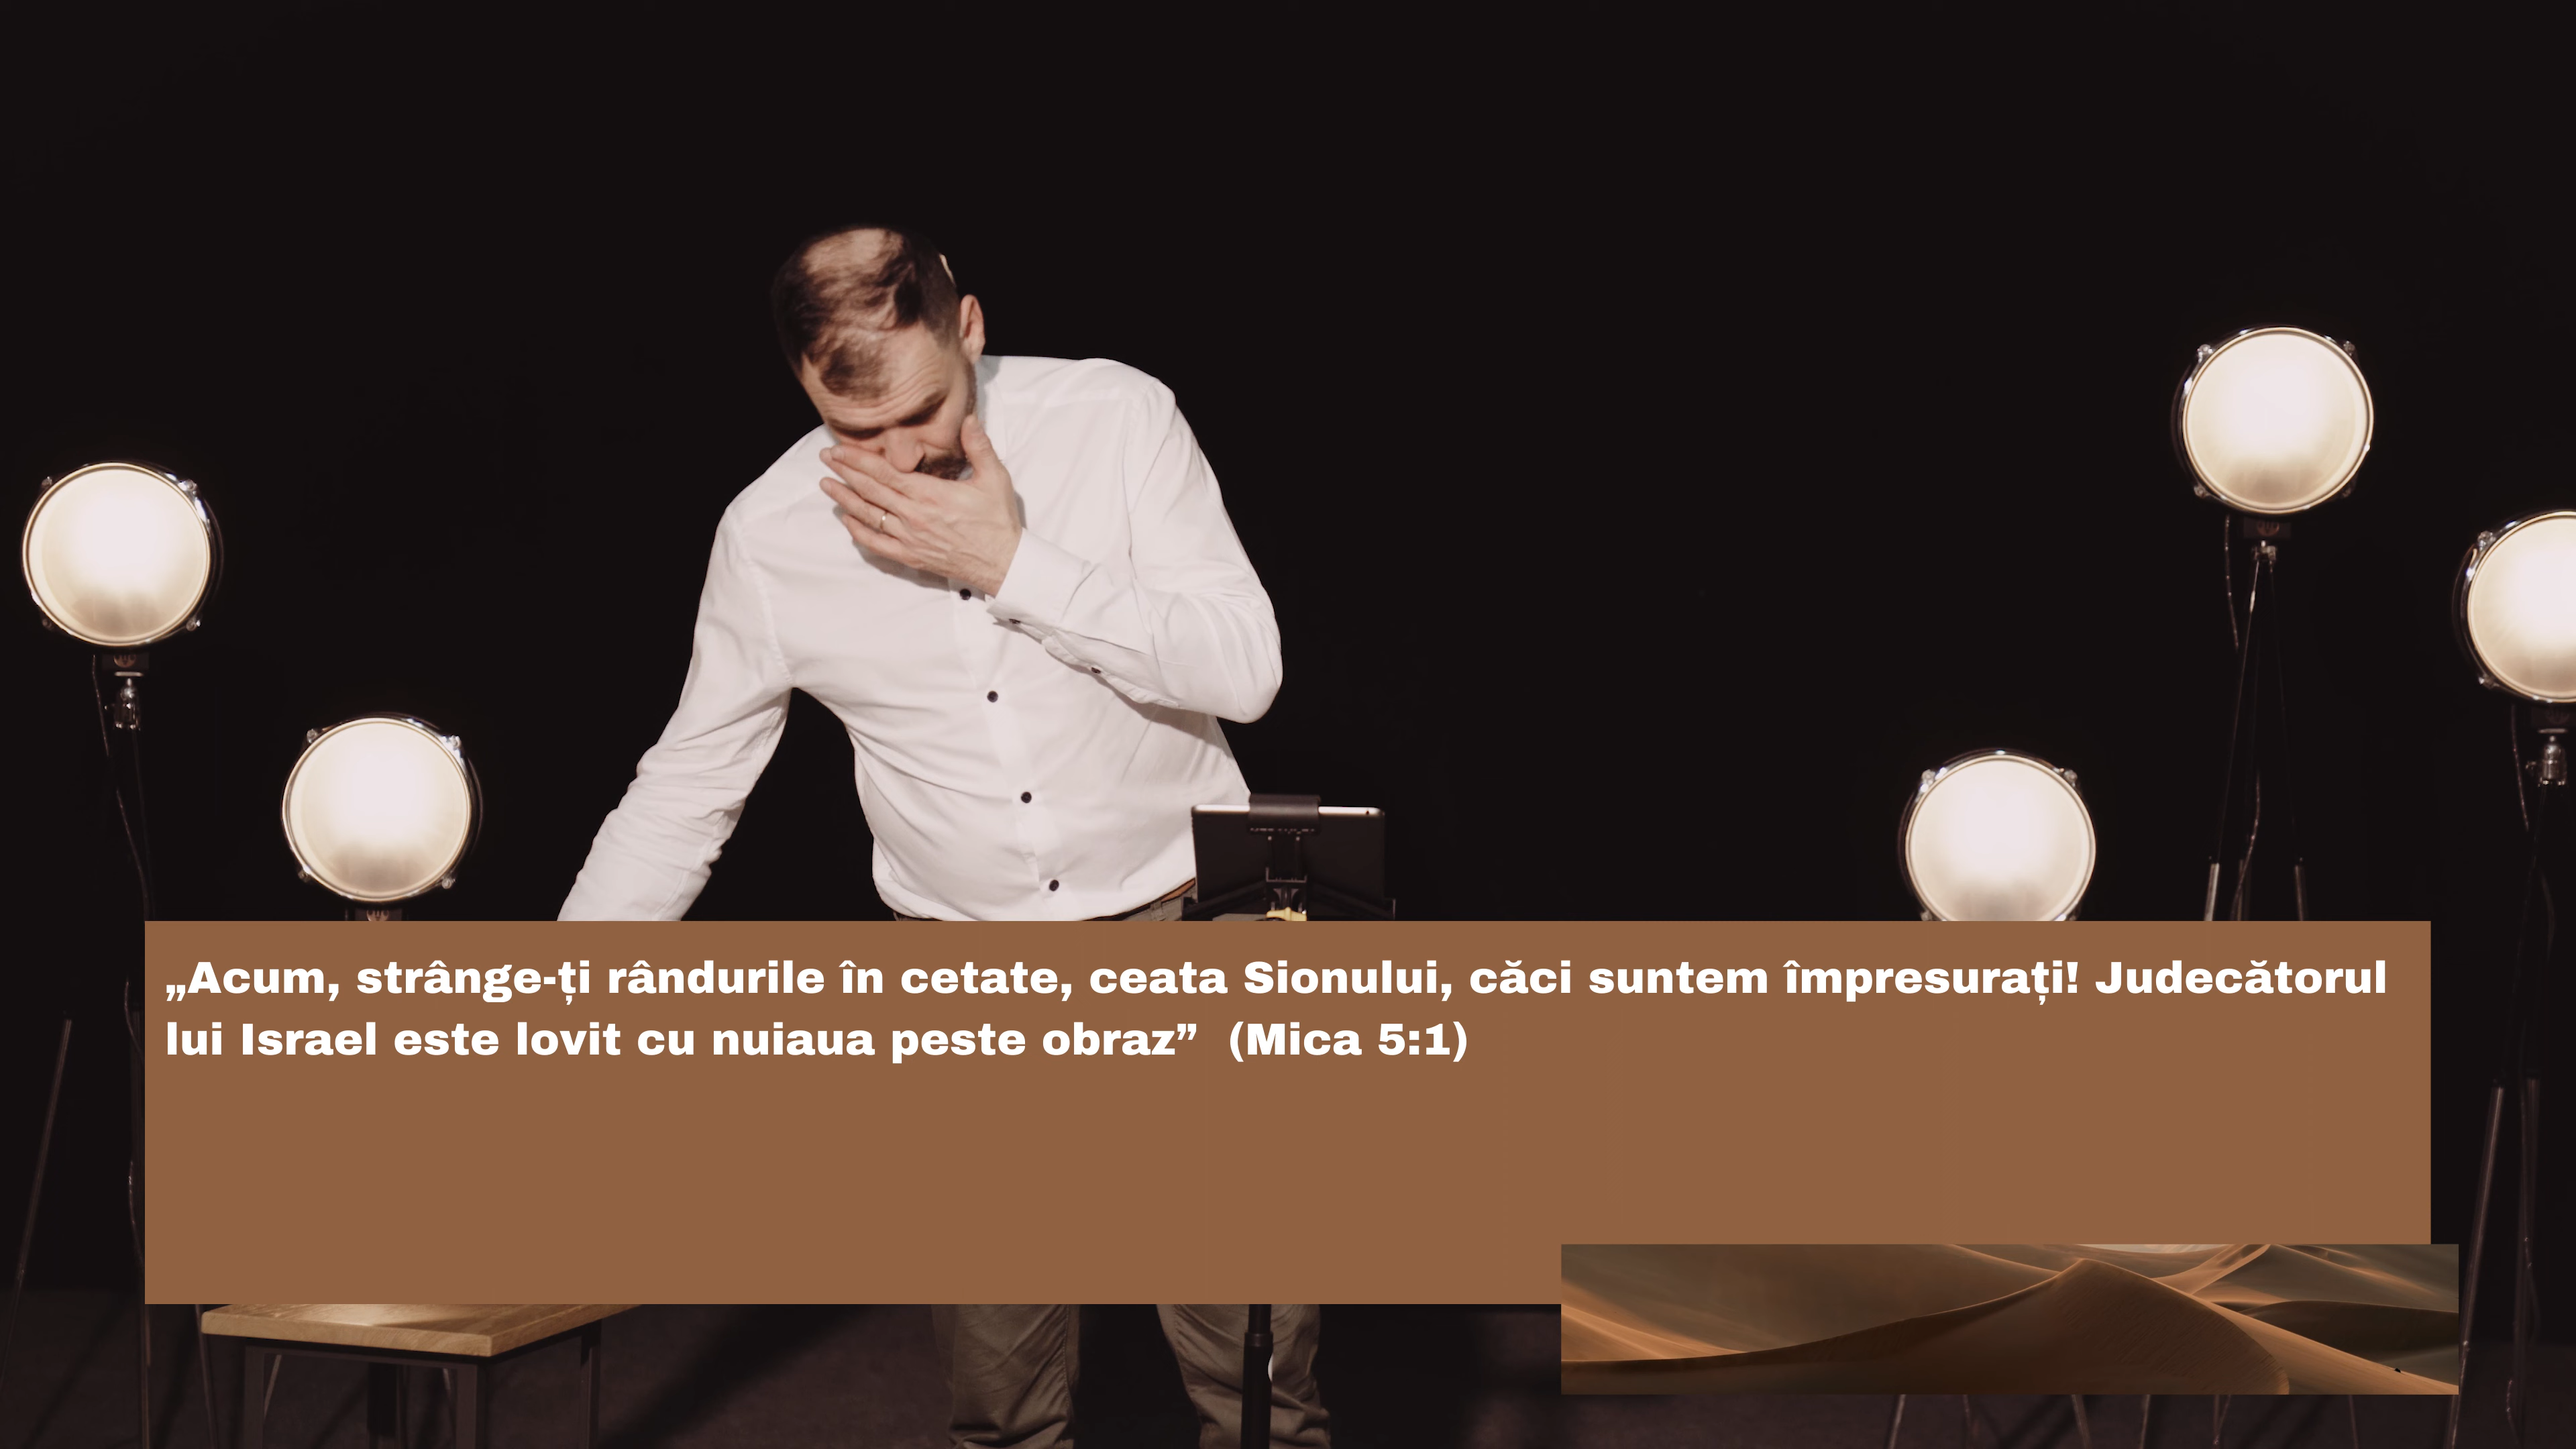 „Acum, strânge-ți rândurile în cetate, ceata Sionului, căci suntem împresurați! Judecătorul
lui Israel este lovit cu nuiaua peste obraz”  (Mica 5:1)